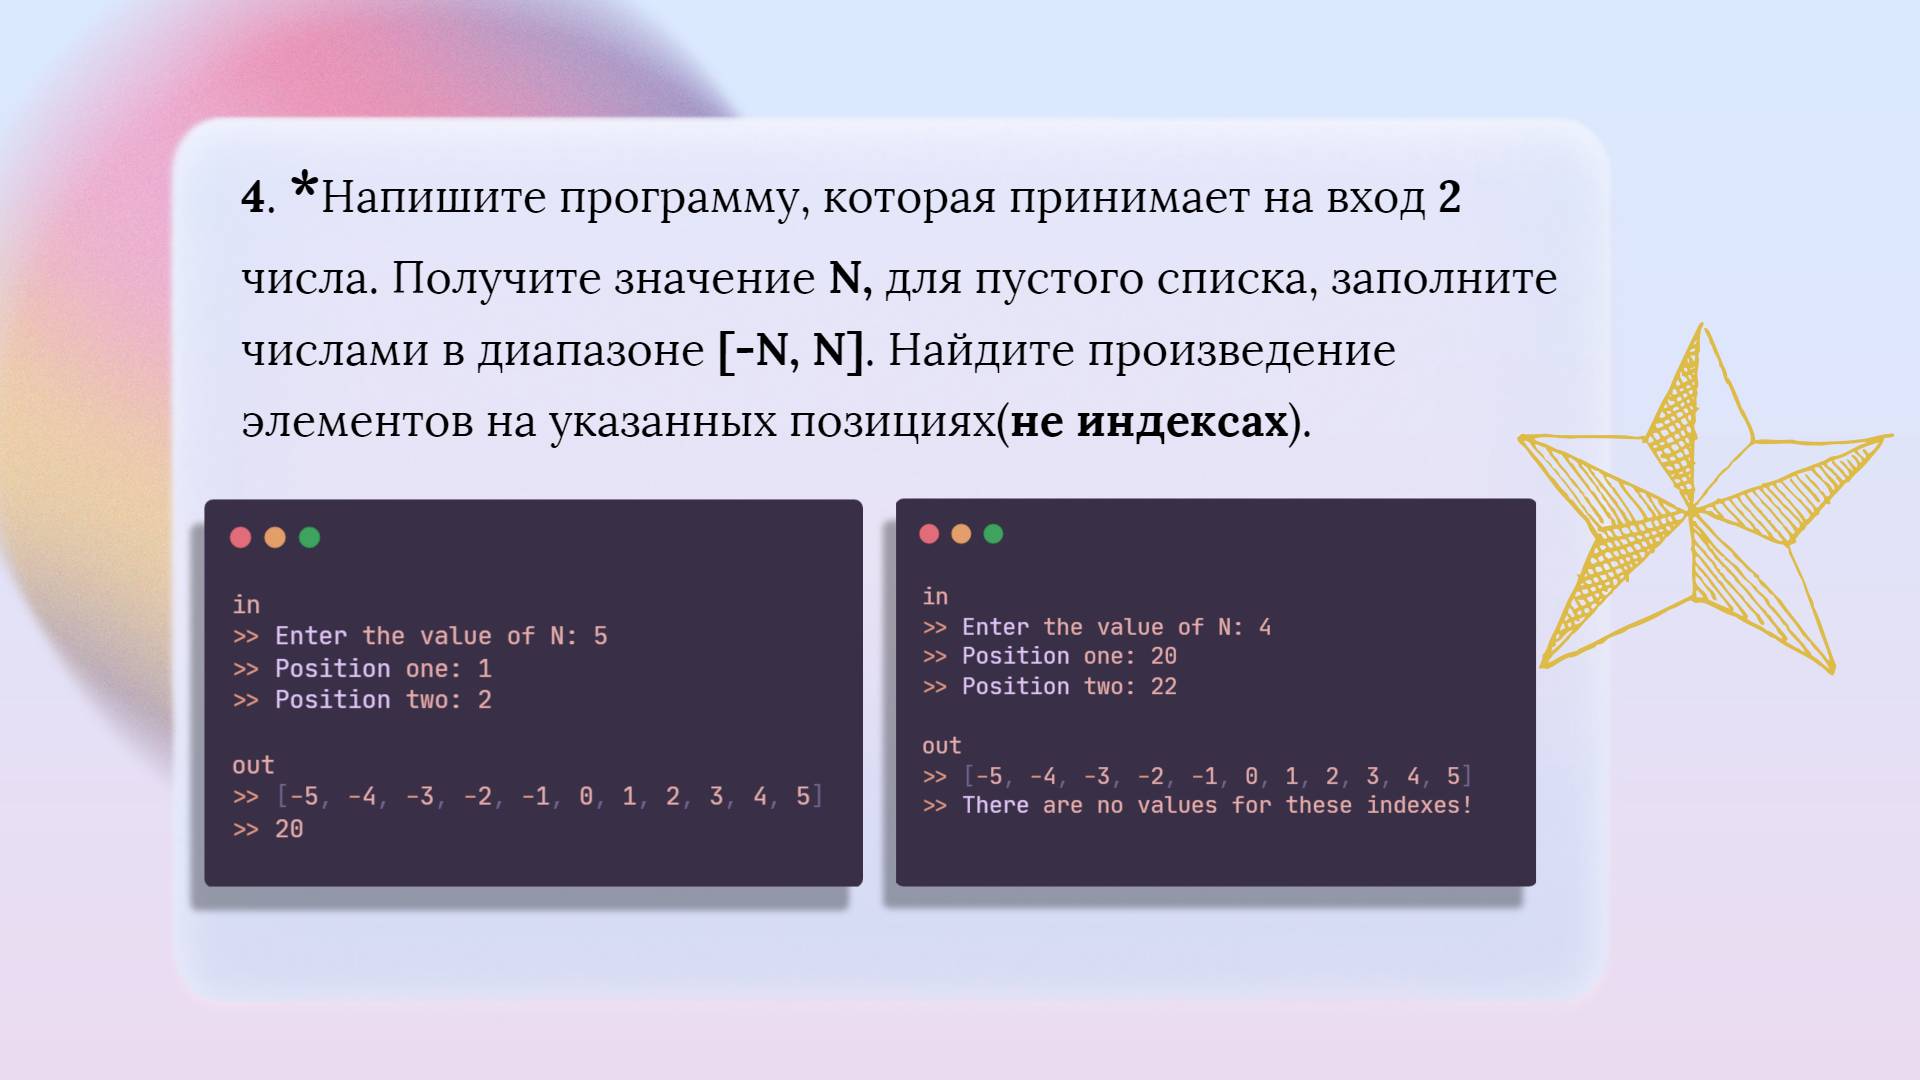 4. *Напишите программу, которая принимает на вход 2
числа. Получите значение N, для пустого списка, заполните
числами в диапазоне [-N, N]. Найдите произведение
элементов на указанных позициях(не индексах).
in
>> Enter the value of N: 5
>> Position one: 1
>> Position two: 2
out
>> [-5, -4, -3, -2, -1, 0, 1, 2, 3, 4, 5]
>> 20
in
>> Enter the value of N: 4
>> Position one: 20
>> Position two: 22
out
>> [-5, -4, -3, -2, -1, 0, 1, 2, 3, 4, 5]
>> There are no values for these indexes!